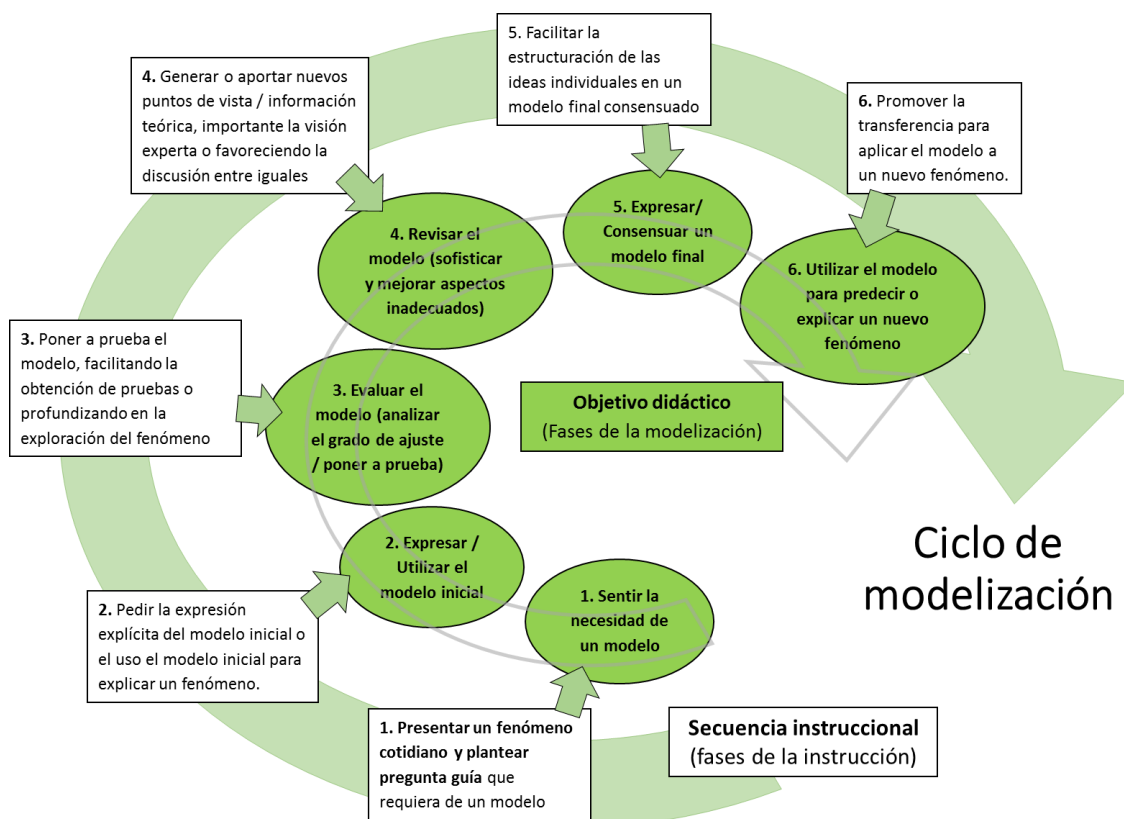 5. Facilitar la
estructuración de las
ideas individuales en un
modelo final consensuado
4. Generar o aportar nuevos
puntos de vista / información
teórica, importante la visión
experta o favoreciendo la
discusión entre iguales
6. Promover la
transferencia para
aplicar el modelo a
un nuevo fenómeno.
5. Expresar/
Consensuar un
modelo final
4. Revisar el
modelo (sofisticar
y mejorar aspectos
inadecuados)
6. Utilizar el modelo
para predecir o
explicar un nuevo
fenómeno
3. Poner a prueba el
modelo, facilitando la
obtención de pruebas o
profundizando en la
exploración del fenómeno
3. Evaluar el
modelo (analizar
el grado de ajuste
/ poner a prueba)
Objetivo didáctico
(Fases de la modelización)
2. Expresar /
Utilizar el
modelo inicial
Ciclo de
modelización
1. Sentir la
necesidad de
un modelo
2. Pedir la expresión
explícita del modelo inicial o
el uso el modelo inicial para
explicar un fenómeno.
1. Presentar un fenómeno
cotidiano y plantear
pregunta guía que
requiera de un modelo
Secuencia instruccional
(fases de la instrucción)